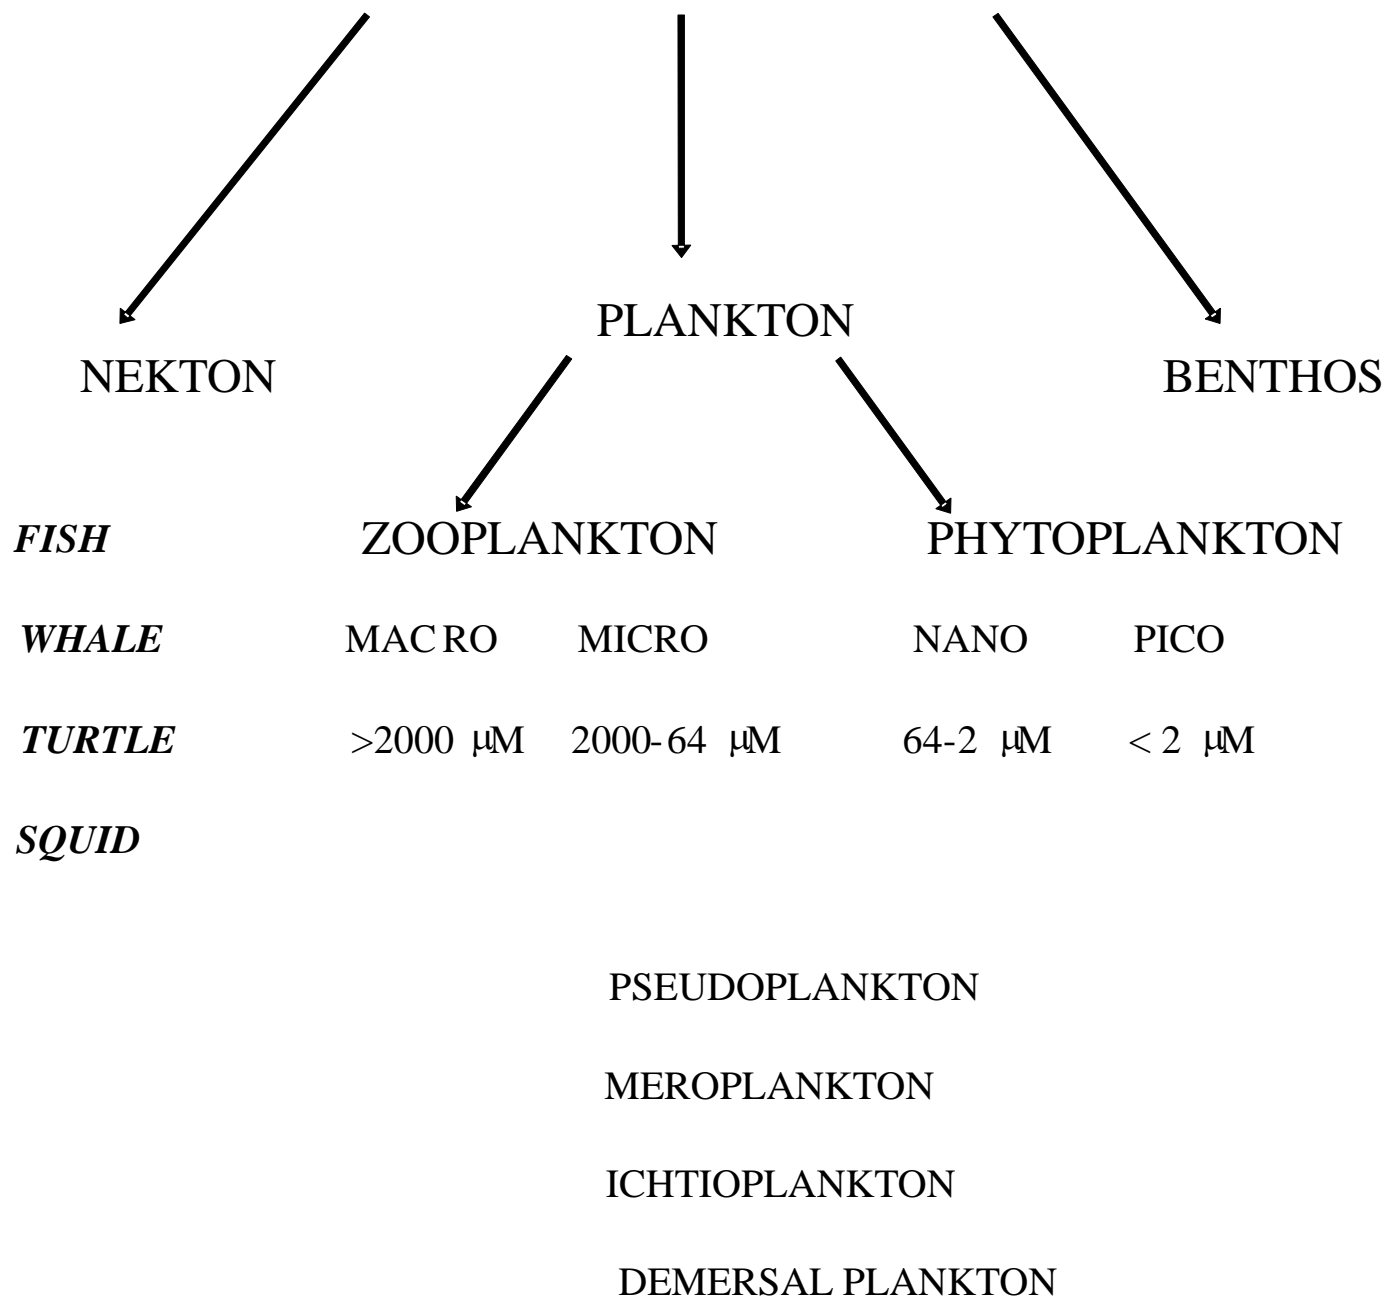 PLANKTON
NEKTON BENTHOS
FISH ZOOPLANKTON PHYTOPLANKTON
WHALE MACRO MICRO NANO PICO
TURTLE >2000 µM 2000-64 µM 64-2 µM < 2 µM
SQUID
PSEUDOPLANKTON
MEROPLANKTON
ICHTIOPLANKTON
DEMERSAL PLANKTON